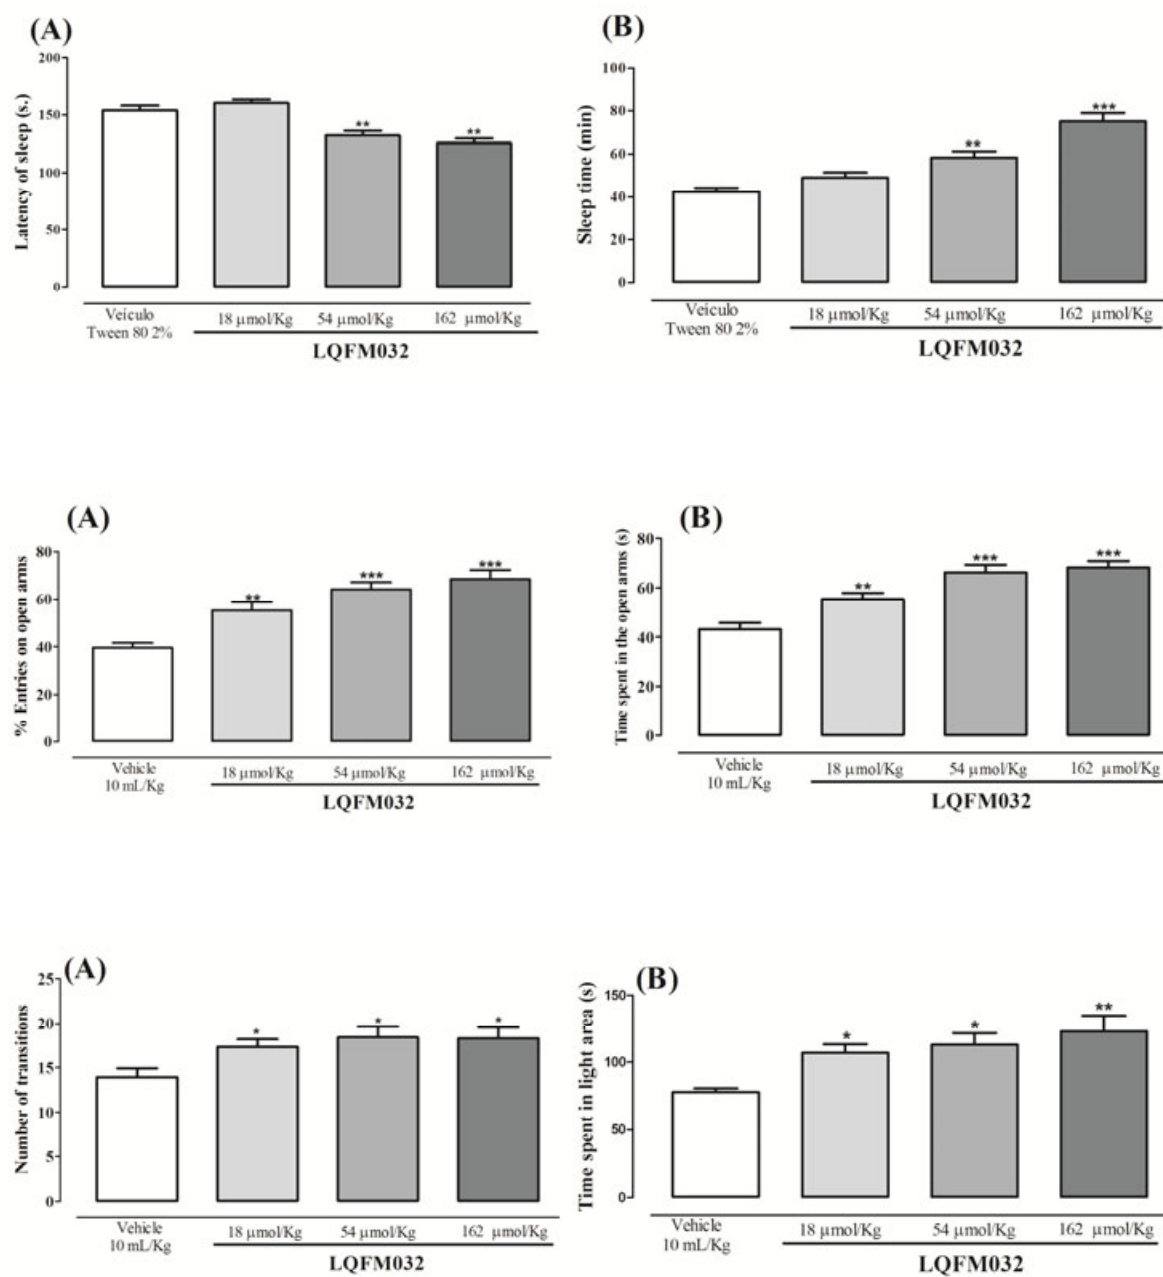 (A)
Latency of sleep (s.)
200
150
100
50
0
**
**
Veículo
Tween 80 2%
18 µmol/Kg
54 µmol/Kg
162 µmol/Kg
LQFM032
(B)
Sleep time (min)
100
80
60
40
20
0
**
***
Veículo
Tween 80 2%
18 µmol/Kg
54 µmol/Kg
162 µmol/Kg
LQFM032
(A)
% Entries on open arms
80
60
40
20
0
**
***
***
Vehicle
10 mL/Kg
18 µmol/Kg
54 µmol/Kg
162 µmol/Kg
LQFM032
(B)
Time spent in the open arms (s)
80
60
40
20
0
**
***
***
Vehicle
10 mL/Kg
18 µmol/Kg
54 µmol/Kg
162 µmol/Kg
LQFM032
(A)
Number of transitions
25
20
15
10
5
0
*
*
*
Vehicle
10 mL/Kg
18 µmol/Kg
54 µmol/Kg
162 µmol/Kg
LQFM032
(B)
Time spent in light area (s)
150
100
50
0
*
*
**
Vehicle
10 mL/Kg
18 µmol/Kg
54 µmol/Kg
162 µmol/Kg
LQFM032